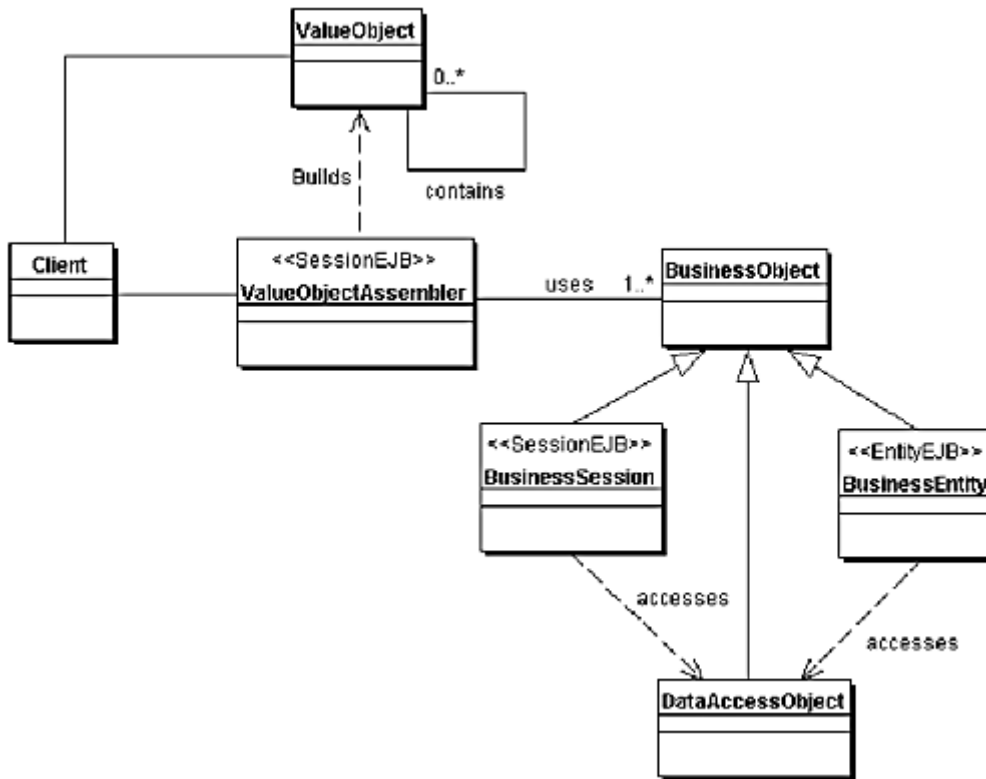 ValueObject
0..*
Builds
contains
Client
<<SessionEJB>>
ValueObjectAssembler
uses
1..*
BusinessObject
<<SessionEJB>>
BusinessSession
<<EntityEJB>>
BusinessEntity
accesses
accesses
DataAccessObject